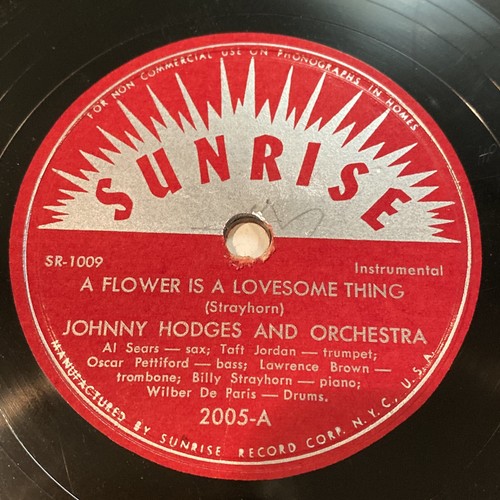 FOR NON COMMERCIAL USE ON PHONOGRAPHS IN HOMES
SUNRISE
SR-1009
Instrumental
A FLOWER IS A LOVESOME THING
(Strayhorn)
JOHNNY HODGES AND ORCHESTRA
Al Sears — sax; Taft Jordan — trumpet;
Oscar Pettiford — bass; Lawrence Brown —
trombone; Billy Strayhorn — piano;
Wilber De Paris — Drums.
2005-A
MANUFACTURED BY SUNRISE RECORD CORP. N.Y.C., U.S.A.